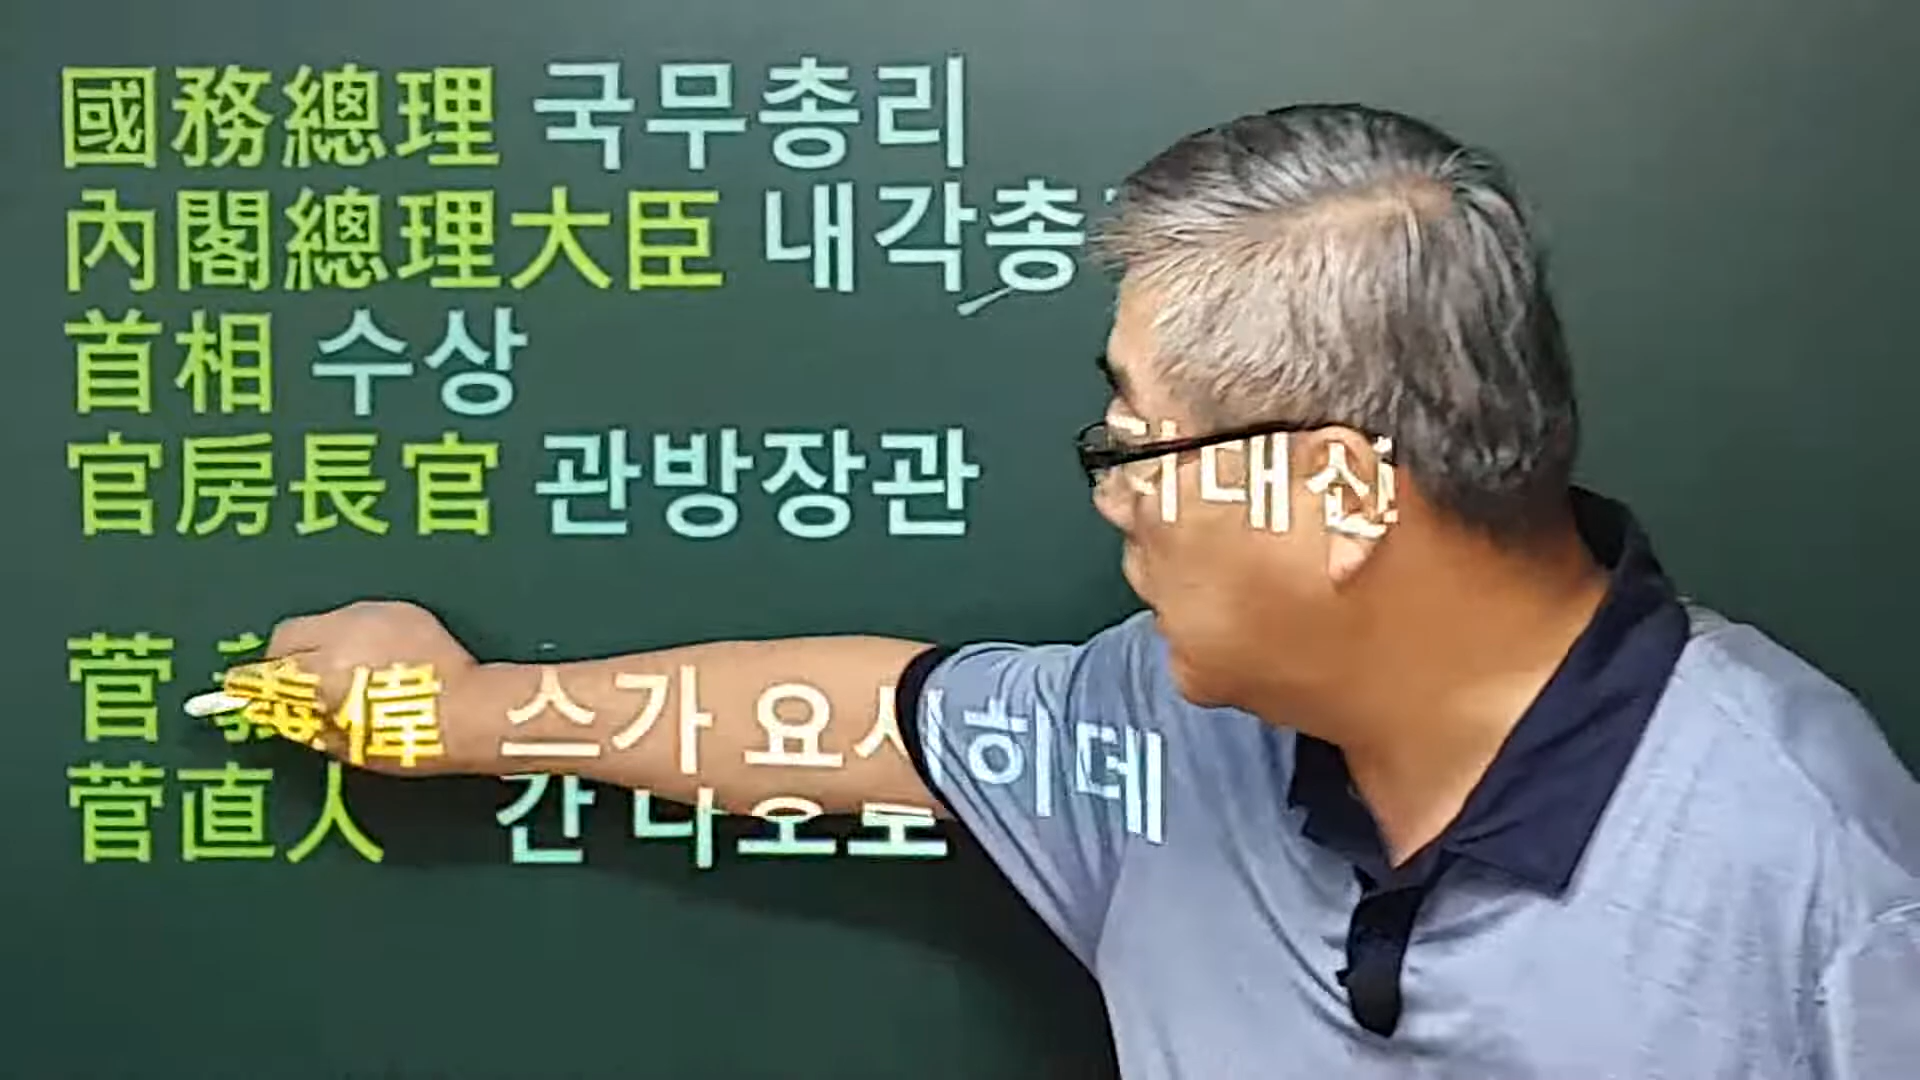 國務總理 국무총리
內閣總理大臣 내각총리대신
首相 수상
官房長官 관방장관
菅 義偉 스가 요시히데
菅直人 간 나오토